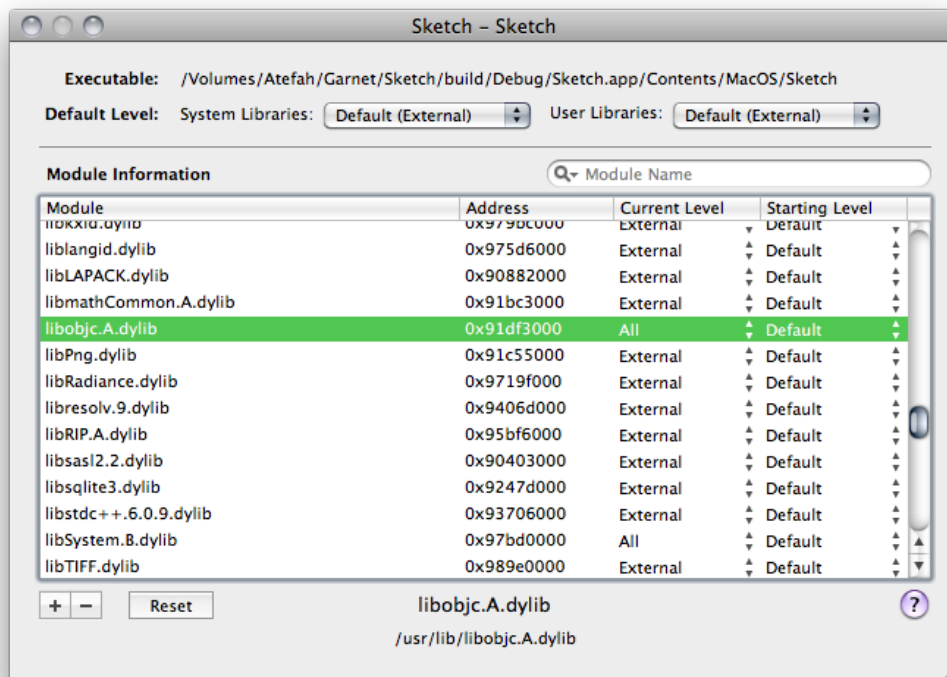 Sketch – Sketch
Executable: /Volumes/Atefah/Garnet/Sketch/build/Debug/Sketch.app/Contents/MacOS/Sketch
Default Level: System Libraries: Default (External) User Libraries: Default (External)
Module Information Module Name
Module Address Current Level Starting Level
libkxld.dylib 0x979bc000 External Default
liblangid.dylib 0x975d6000 External Default
libLAPACK.dylib 0x90882000 External Default
libmathCommon.A.dylib 0x91bc3000 External Default
libobjc.A.dylib 0x91df3000 All Default
libPng.dylib 0x91c55000 External Default
libRadiance.dylib 0x9719f000 External Default
libresolv.9.dylib 0x9406d000 External Default
libRIP.A.dylib 0x95bf6000 External Default
libsasl2.2.dylib 0x90403000 External Default
libsqlite3.dylib 0x9247d000 External Default
libstdc++.6.0.9.dylib 0x93706000 External Default
libSystem.B.dylib 0x97bd0000 All Default
libTIFF.dylib 0x989e0000 External Default
+ − Reset libobjc.A.dylib ?
/usr/lib/libobjc.A.dylib